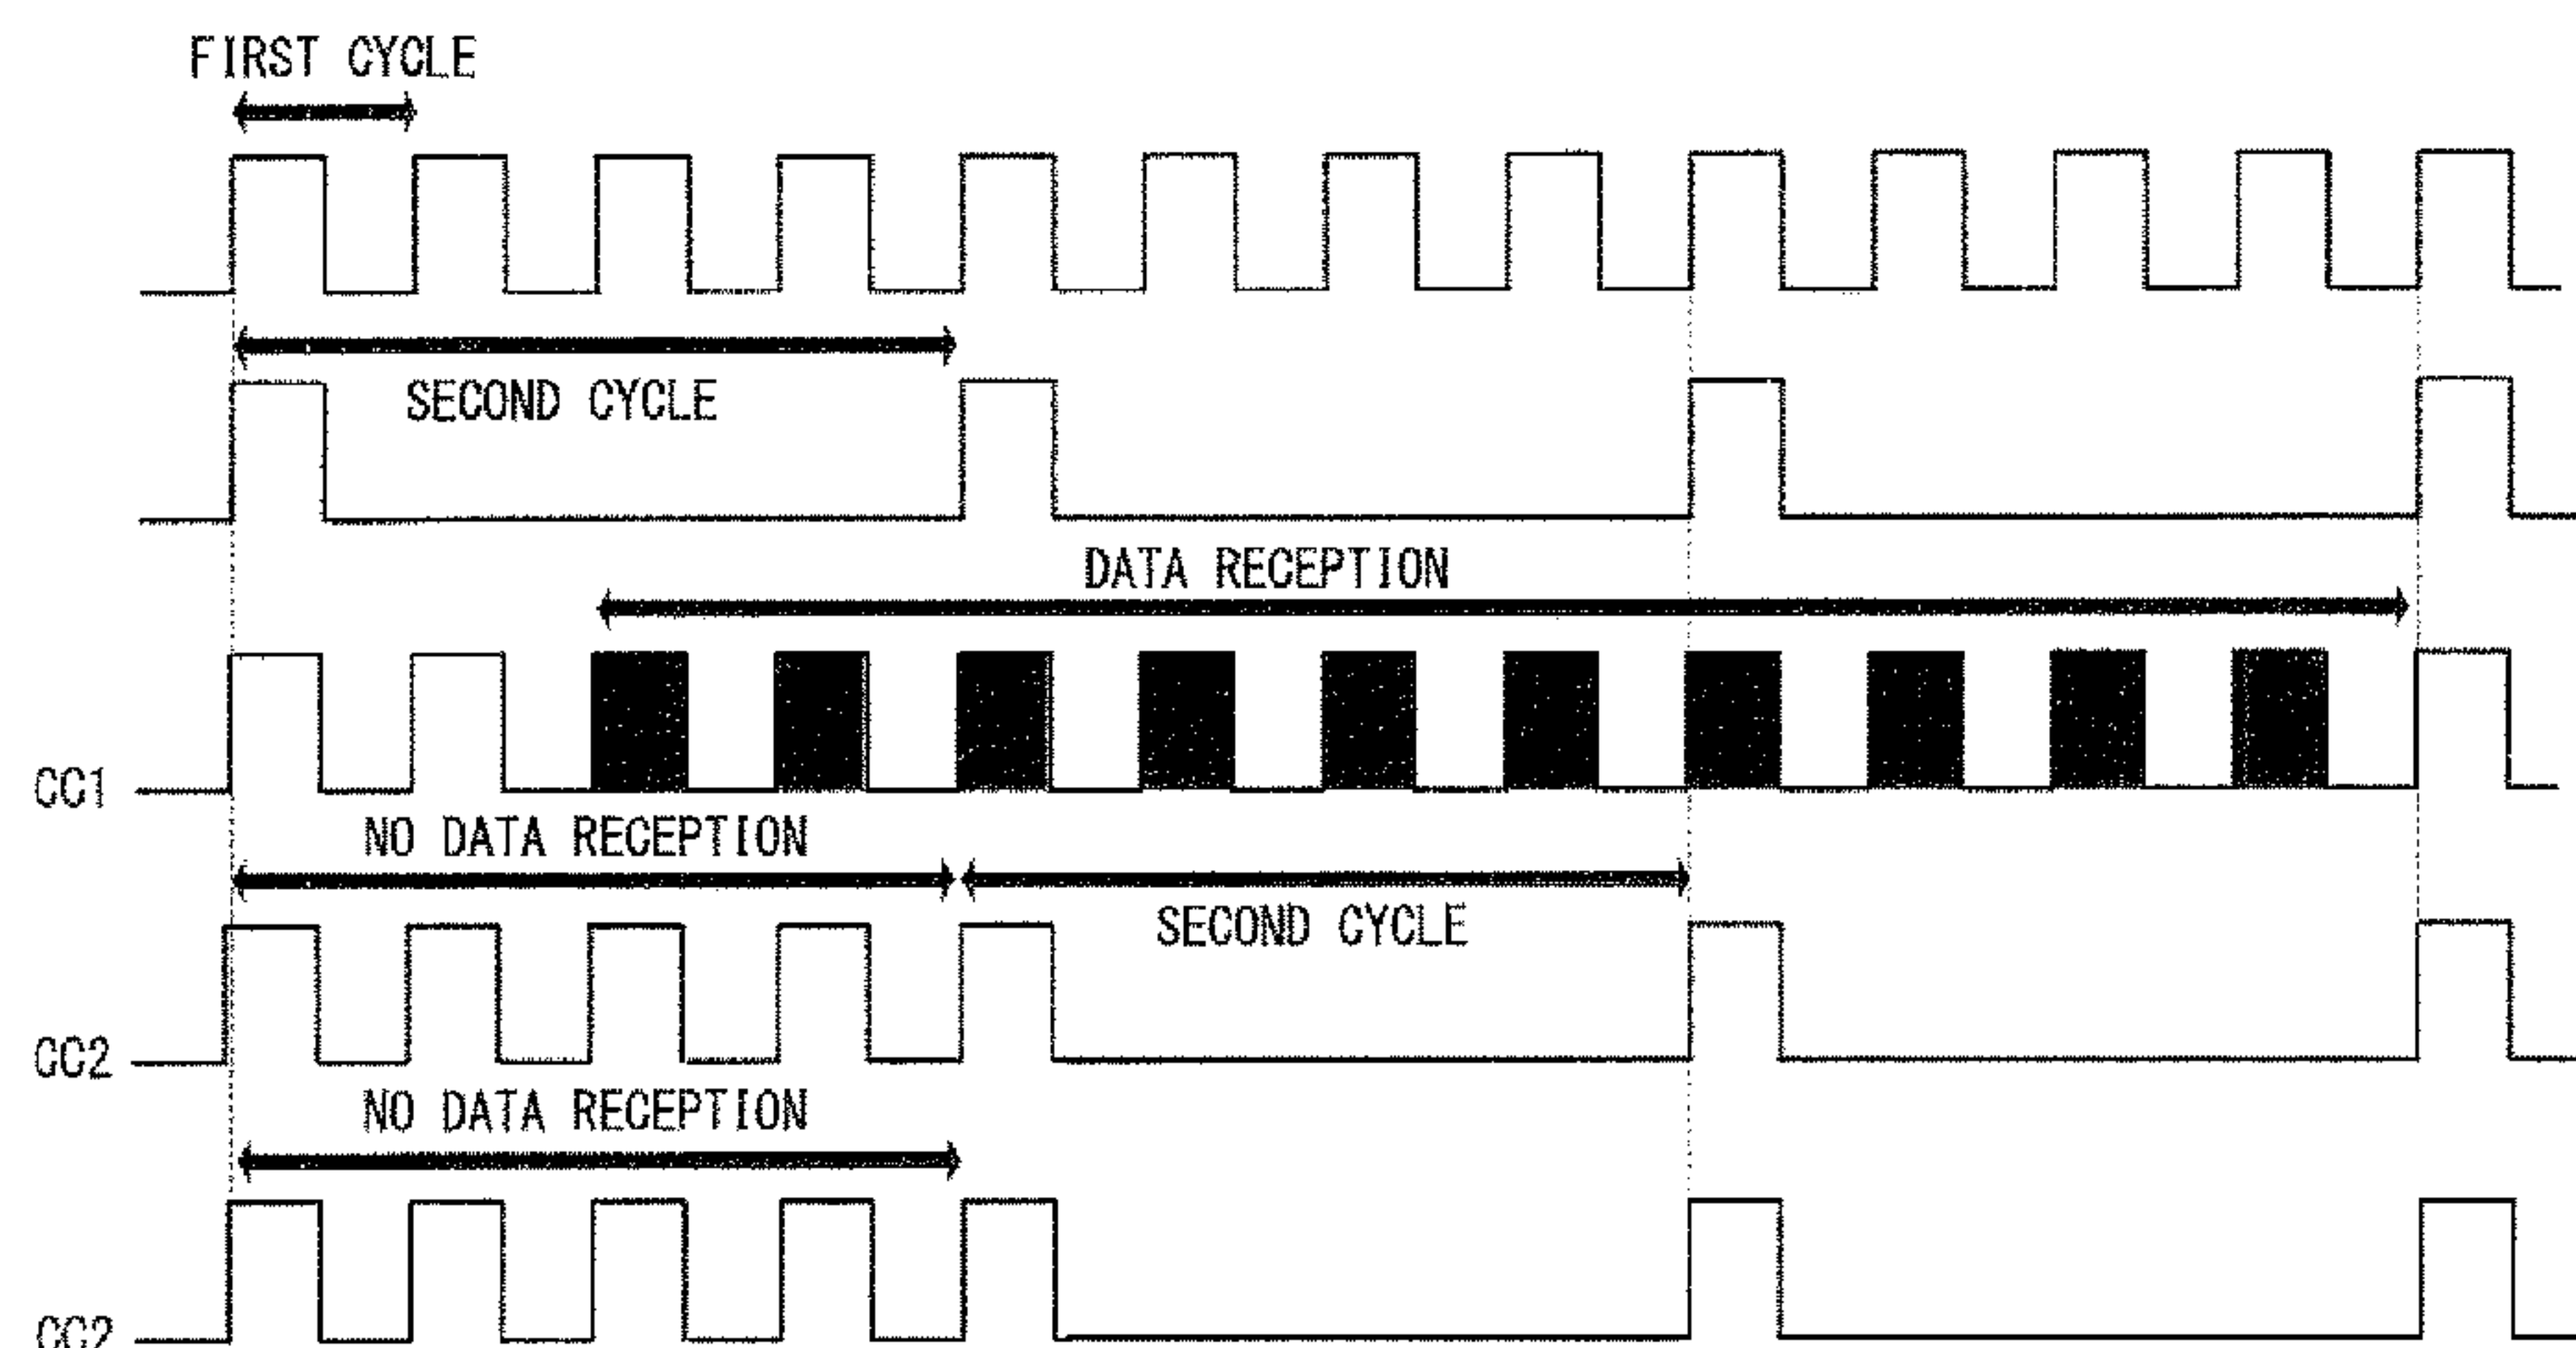 FIRST CYCLE
SECOND CYCLE
DATA RECEPTION
CC1
NO DATA RECEPTION
SECOND CYCLE
CC2
NO DATA RECEPTION
CC2